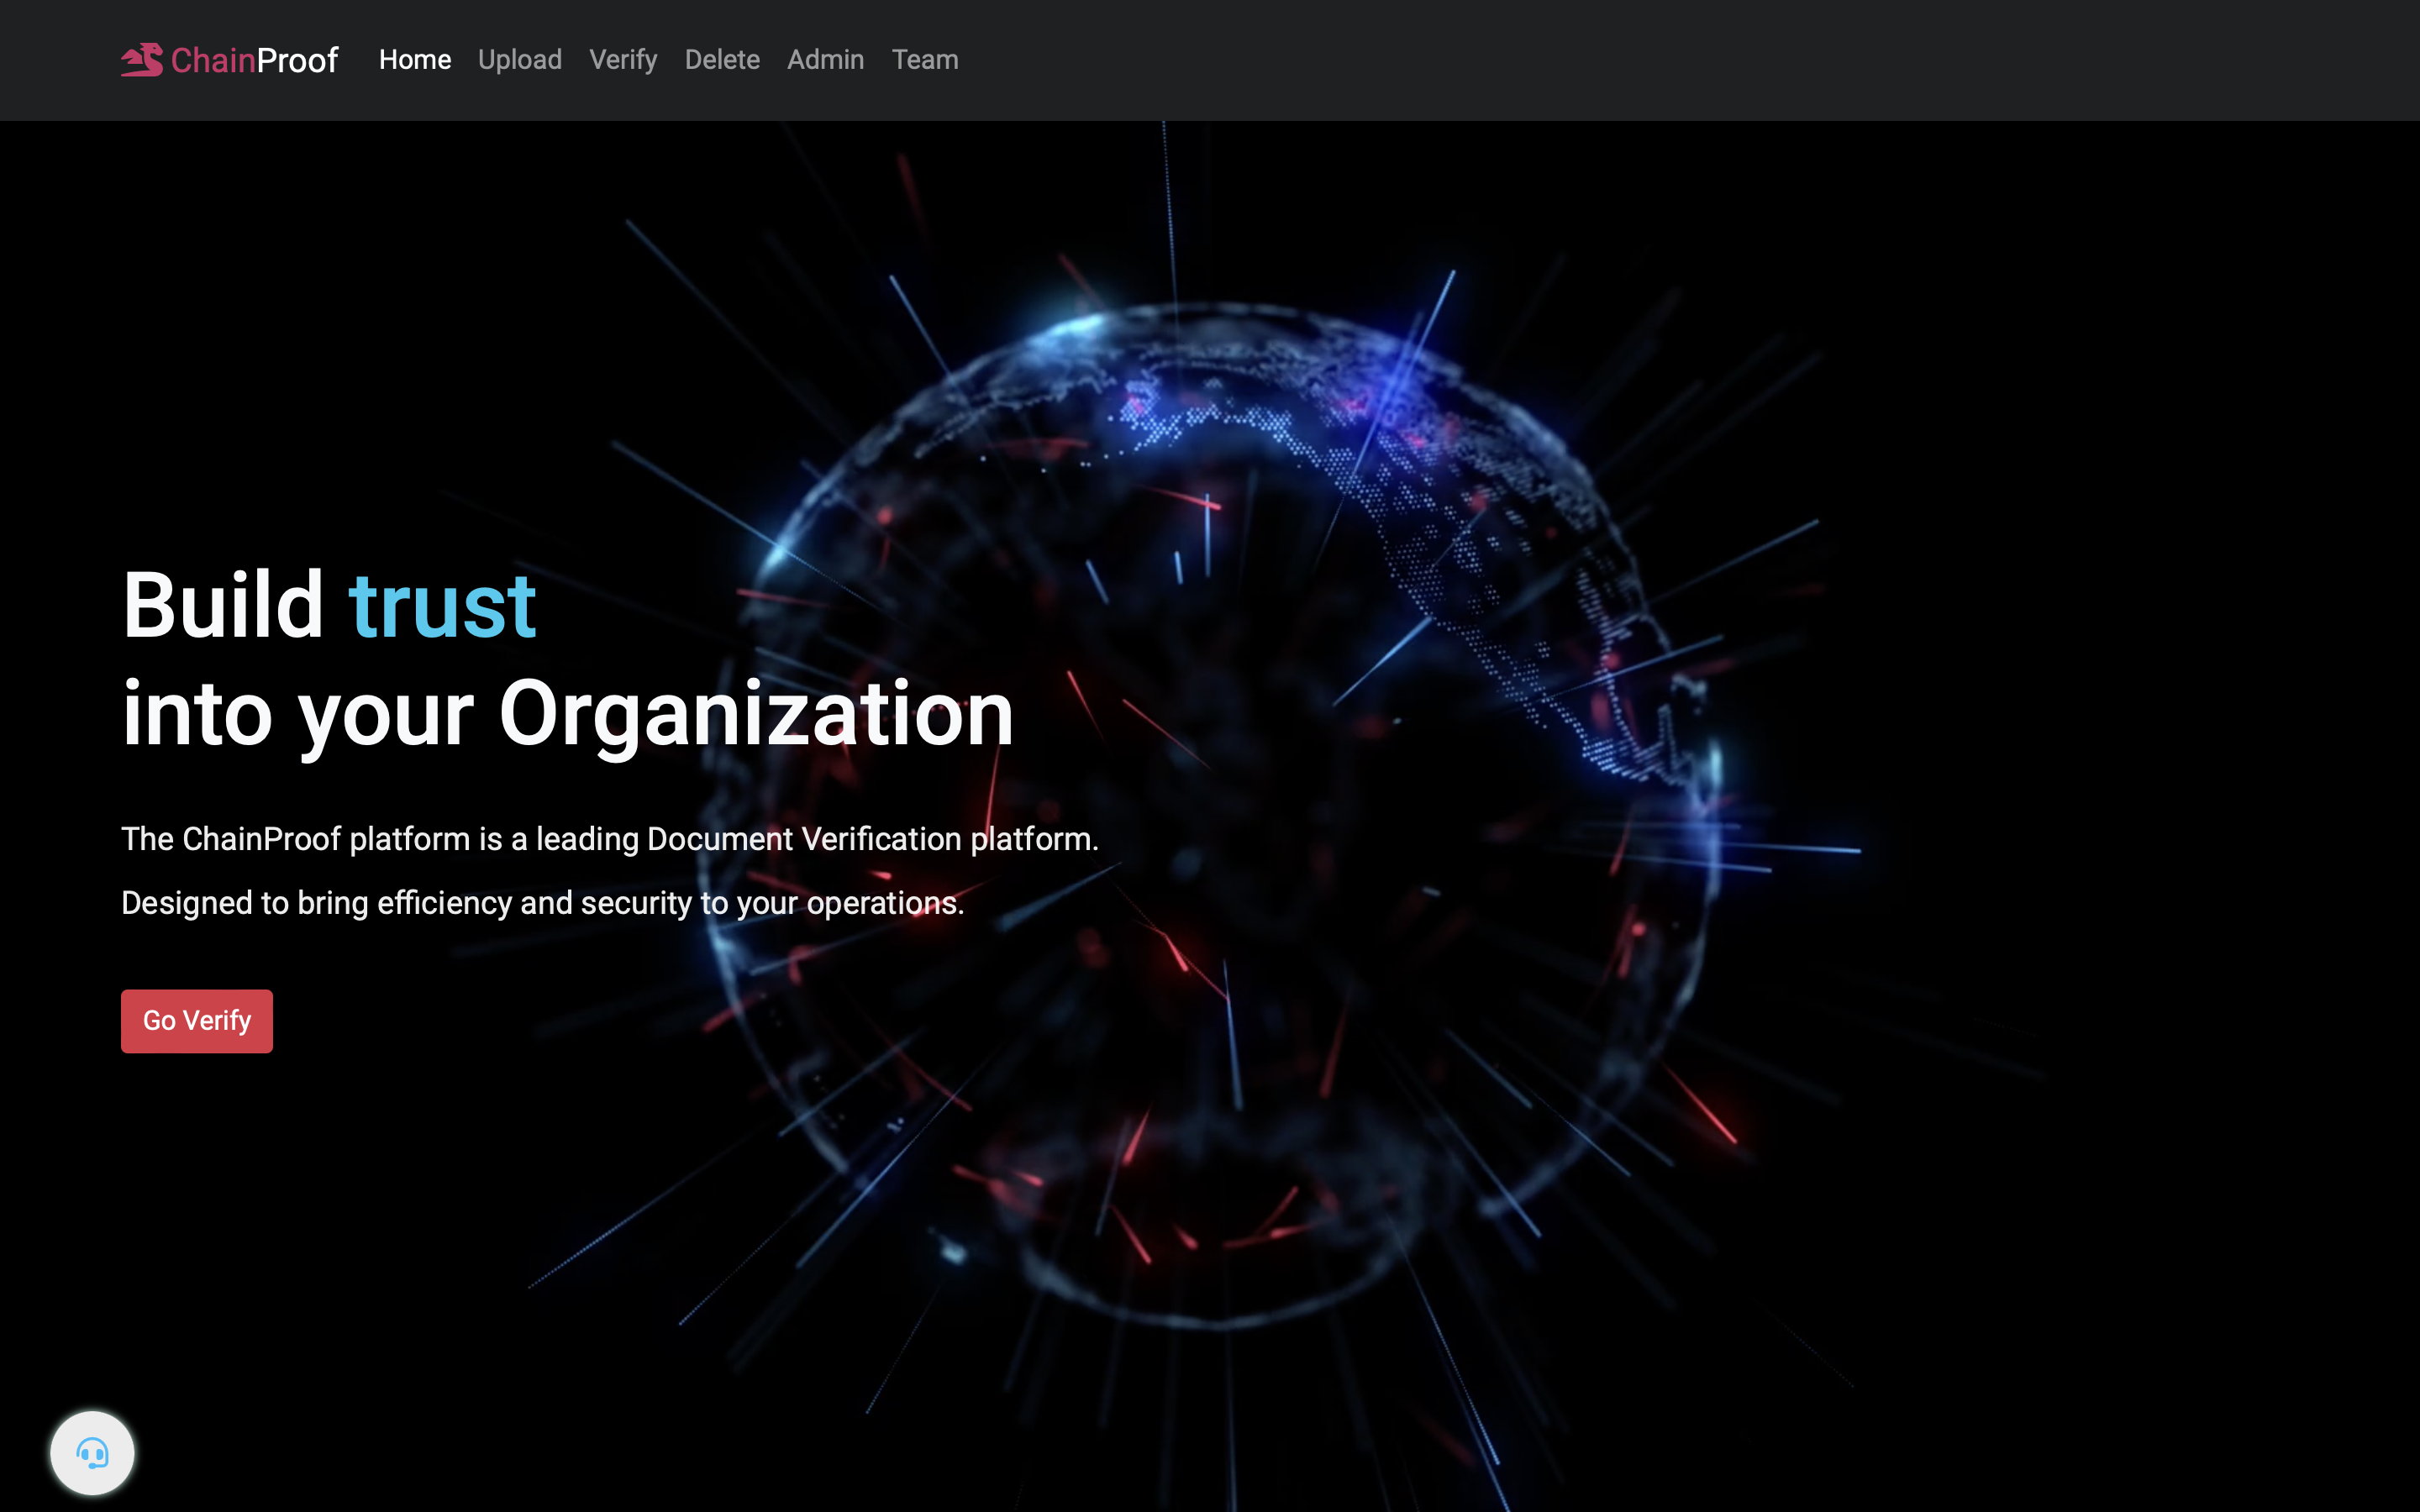 ChainProof Home Upload Verify Delete Admin Team
Build trust
into your Organization
The ChainProof platform is a leading Document Verification platform.
Designed to bring efficiency and security to your operations.
Go Verify